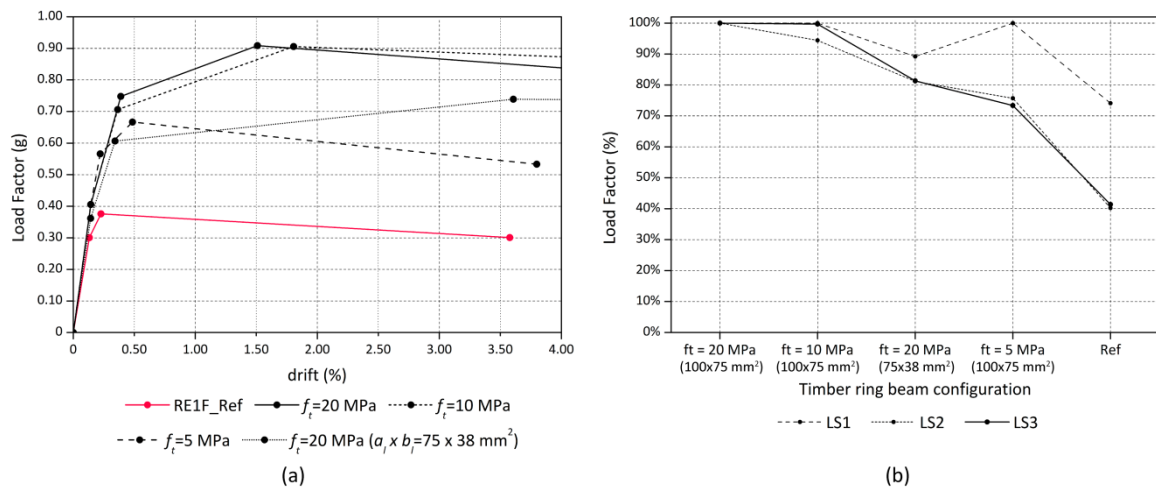 1.00
0.90
0.80
0.70
0.60
0.50
0.40
0.30
0.20
0.10
0
Load Factor (g)
0 0.50 1.00 1.50 2.00 2.50 3.00 3.50 4.00
drift (%)
RE1F_Ref ft=20 MPa ft=10 MPa
ft=5 MPa ft=20 MPa (al x bl=75 x 38 mm²)
(a)
100%
90%
80%
70%
60%
50%
40%
30%
20%
10%
0%
Load Factor (%)
ft = 20 MPa ft = 10 MPa ft = 20 MPa ft = 5 MPa Ref
(100x75 mm²) (100x75 mm²) (75x38 mm²) (100x75 mm²)
Timber ring beam configuration
LS1 LS2 LS3
(b)